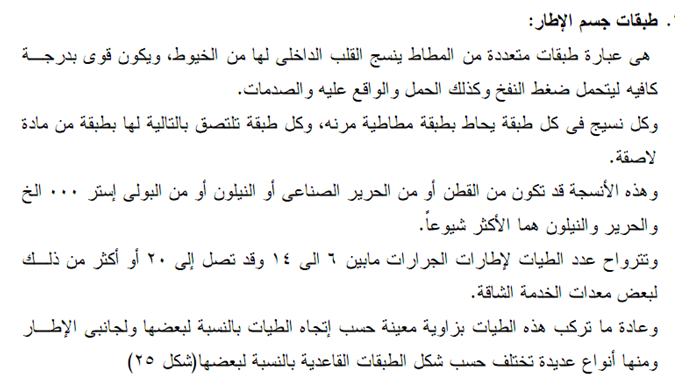 . طبقات جسم الإطار:
هى عبارة طبقات متعددة من المطاط ينسج القلب الداخلى لها من الخيوط، ويكون قوى بدرجـــة
كافيه ليتحمل ضغط النفخ وكذلك الحمل والواقع عليه والصدمات.
وكل نسيج فى كل طبقة يحاط بطبقة مطاطية مرنه، وكل طبقة تلتصق بالتالية لها بطبقة من مادة
لاصقة.
وهذه الأنسجة قد تكون من القطن أو من الحرير الصناعى أو النيلون أو من البولى إستر ٠٠٠ الخ
والحرير والنيلون هما الأكثر شيوعاً.
وتترواح عدد الطيات لإطارات الجرارات مابين ٦ الى ١٤ وقد تصل إلى ٢٠ أو أكثر من ذلـــك
لبعض معدات الخدمة الشاقة.
وعادة ما تركب هذه الطيات بزاوية معينة حسب إتجاه الطيات بالنسبة لبعضها ولجانبى الإطـــار
ومنها أنواع عديدة تختلف حسب شكل الطبقات القاعدية بالنسبة لبعضها(شكل ٢٥)